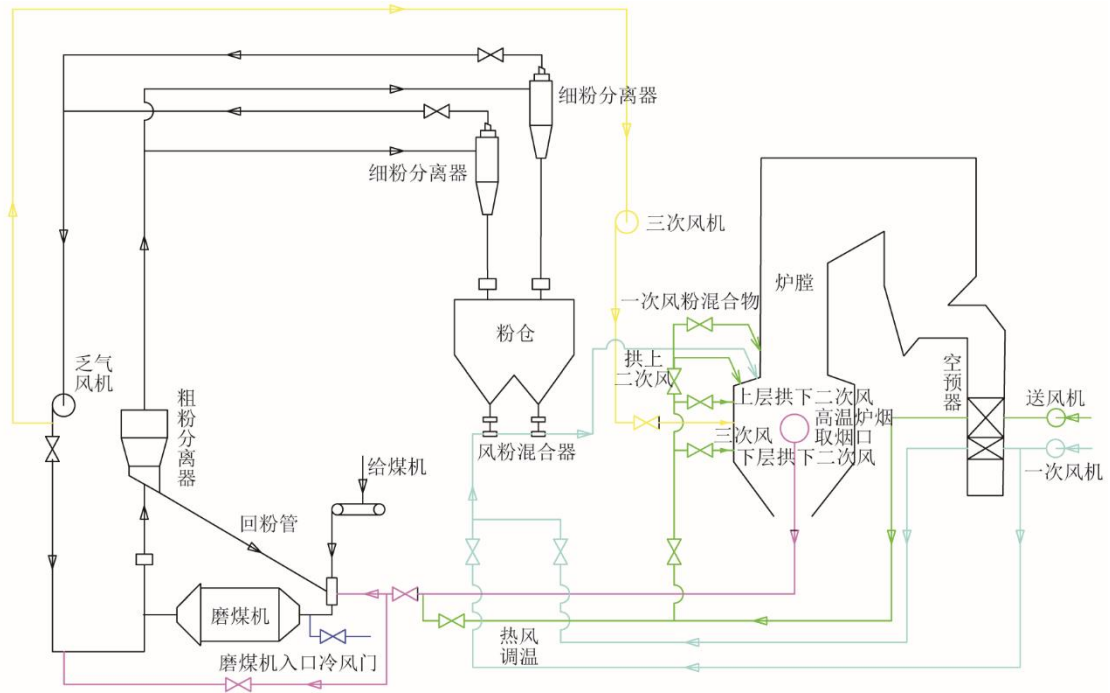 细粉分离器
细粉分离器
三次风机
炉膛
一次风粉混合物
粉仓
拱上
二次风
乏气
风机
粗粉分离器
上层拱下二次风
高温炉烟
取烟口
三次风
下层拱下二次风
空预器
送风机
一次风机
风粉混合器
给煤机
回粉管
磨煤机
热风
调温
磨煤机入口冷风门